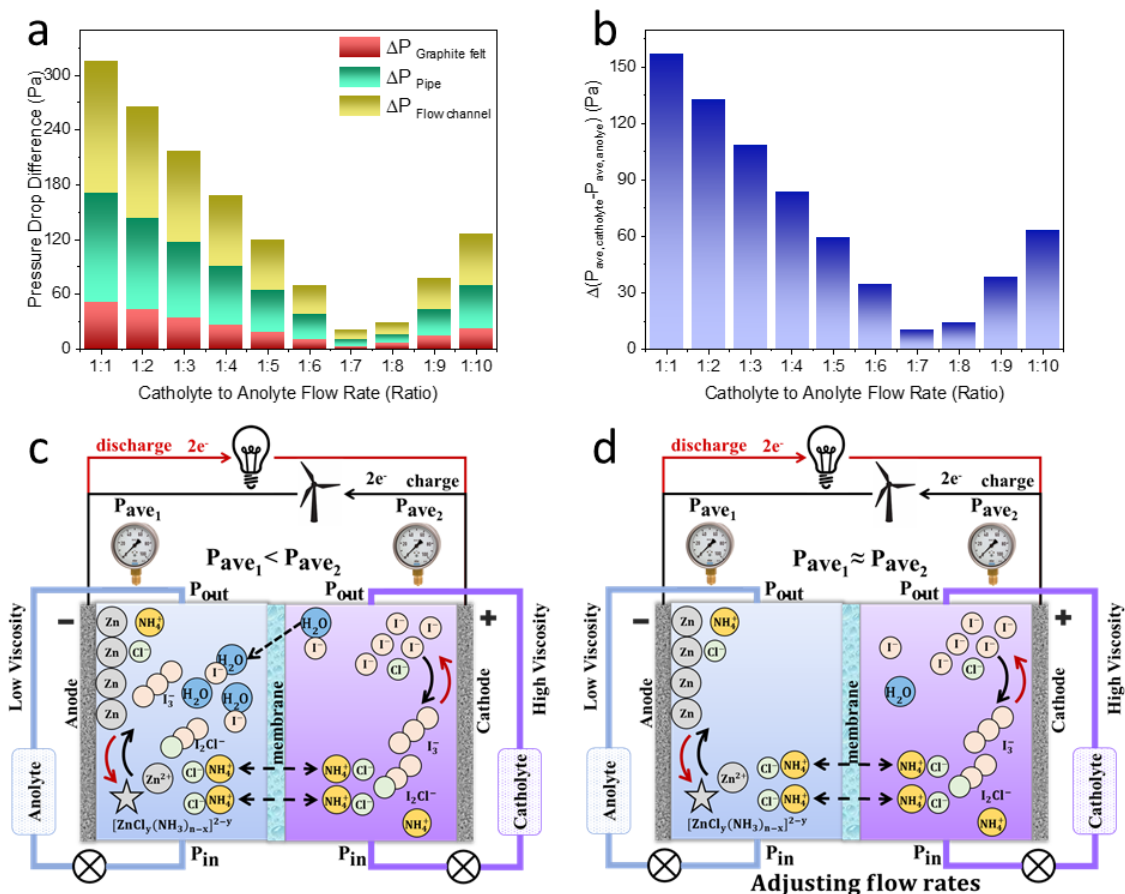 a
ΔP Graphite felt
ΔP Pipe
ΔP Flow channel
Pressure Drop Difference (Pa)
300
240
180
120
60
0
1:1 1:2 1:3 1:4 1:5 1:6 1:7 1:8 1:9 1:10
Catholyte to Anolyte Flow Rate (Ratio)
b
Δ(P ave,catholyte-P ave,anolye) (Pa)
150
120
90
60
30
0
1:1 1:2 1:3 1:4 1:5 1:6 1:7 1:8 1:9 1:10
Catholyte to Anolyte Flow Rate (Ratio)
c
discharge 2e-
2e- charge
Pave1
Pave2
Pave1 < Pave2
Pout
Pout
Low Viscosity
Anode
−
Zn
NH4+
Zn
Cl−
Zn
Zn
I3−
H2O
I−
H2O
H2O
I−
I2Cl−
Zn2+
Cl−
NH4+
Cl−
NH4+
[ZnCly(NH3)n−x]2−y
membrane
H2O
I−
I−
I−
I−
I−
I−
I−
Cl−
I3−
I2Cl−
NH4+
Cl−
NH4+
Cl−
NH4+
+
Cathode
High Viscosity
Anolyte
Catholyte
Pin
Pin
d
discharge 2e-
2e- charge
Pave1
Pave2
Pave1 ≈ Pave2
Pout
Pout
Low Viscosity
Anode
−
Zn
NH4+
Zn
Cl−
Zn
Zn
Zn2+
Cl−
NH4+
Cl−
NH4+
[ZnCly(NH3)n−x]2−y
membrane
I−
H2O
I−
I−
I−
I−
I−
I−
Cl−
I3−
I2Cl−
NH4+
Cl−
NH4+
Cl−
NH4+
+
Cathode
High Viscosity
Anolyte
Catholyte
Pin
Pin
Adjusting flow rates